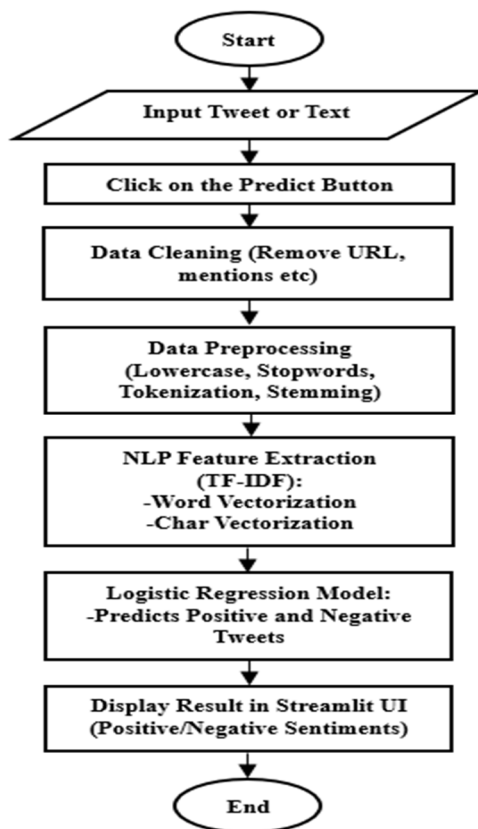 Start
Input Tweet or Text
Click on the Predict Button
Data Cleaning (Remove URL,
mentions etc)
Data Preprocessing
(Lowercase, Stopwords,
Tokenization, Stemming)
NLP Feature Extraction
(TF-IDF):
-Word Vectorization
-Char Vectorization
Logistic Regression Model:
-Predicts Positive and Negative
Tweets
Display Result in Streamlit UI
(Positive/Negative Sentiments)
End